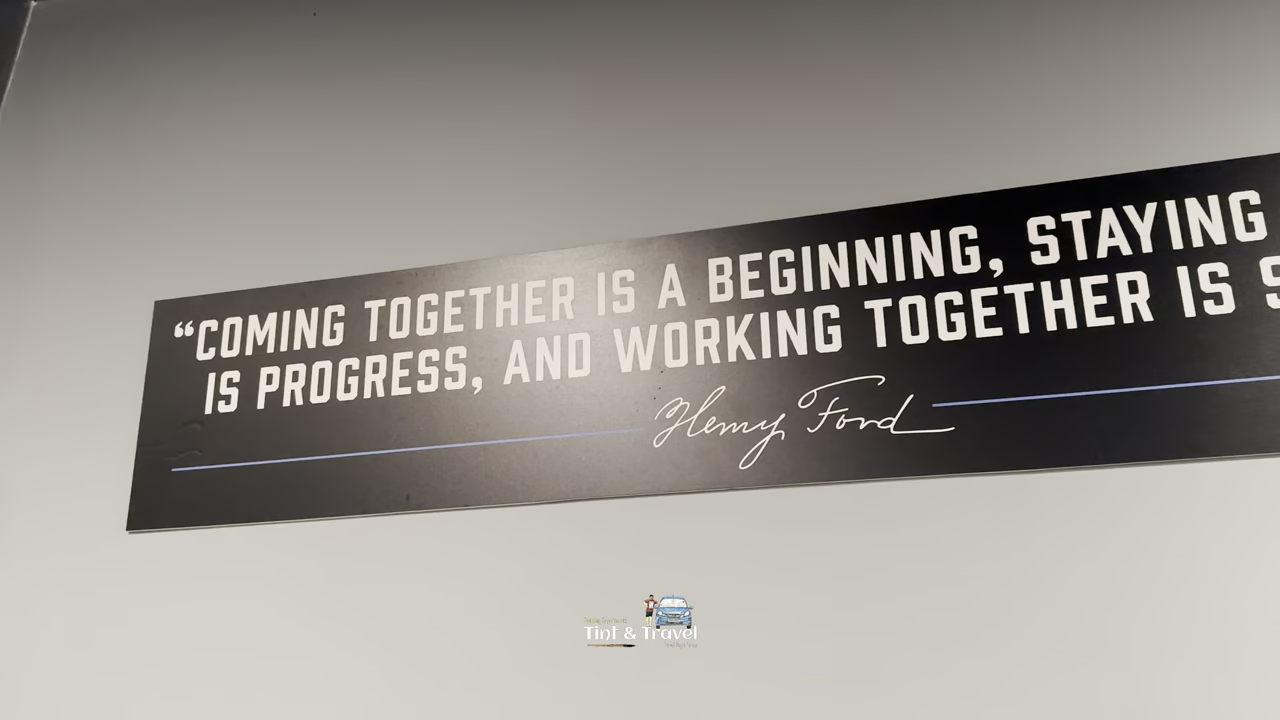 “COMING TOGETHER IS A BEGINNING, STAYING
IS PROGRESS, AND WORKING TOGETHER IS S
Henry Ford
Tint & Travel